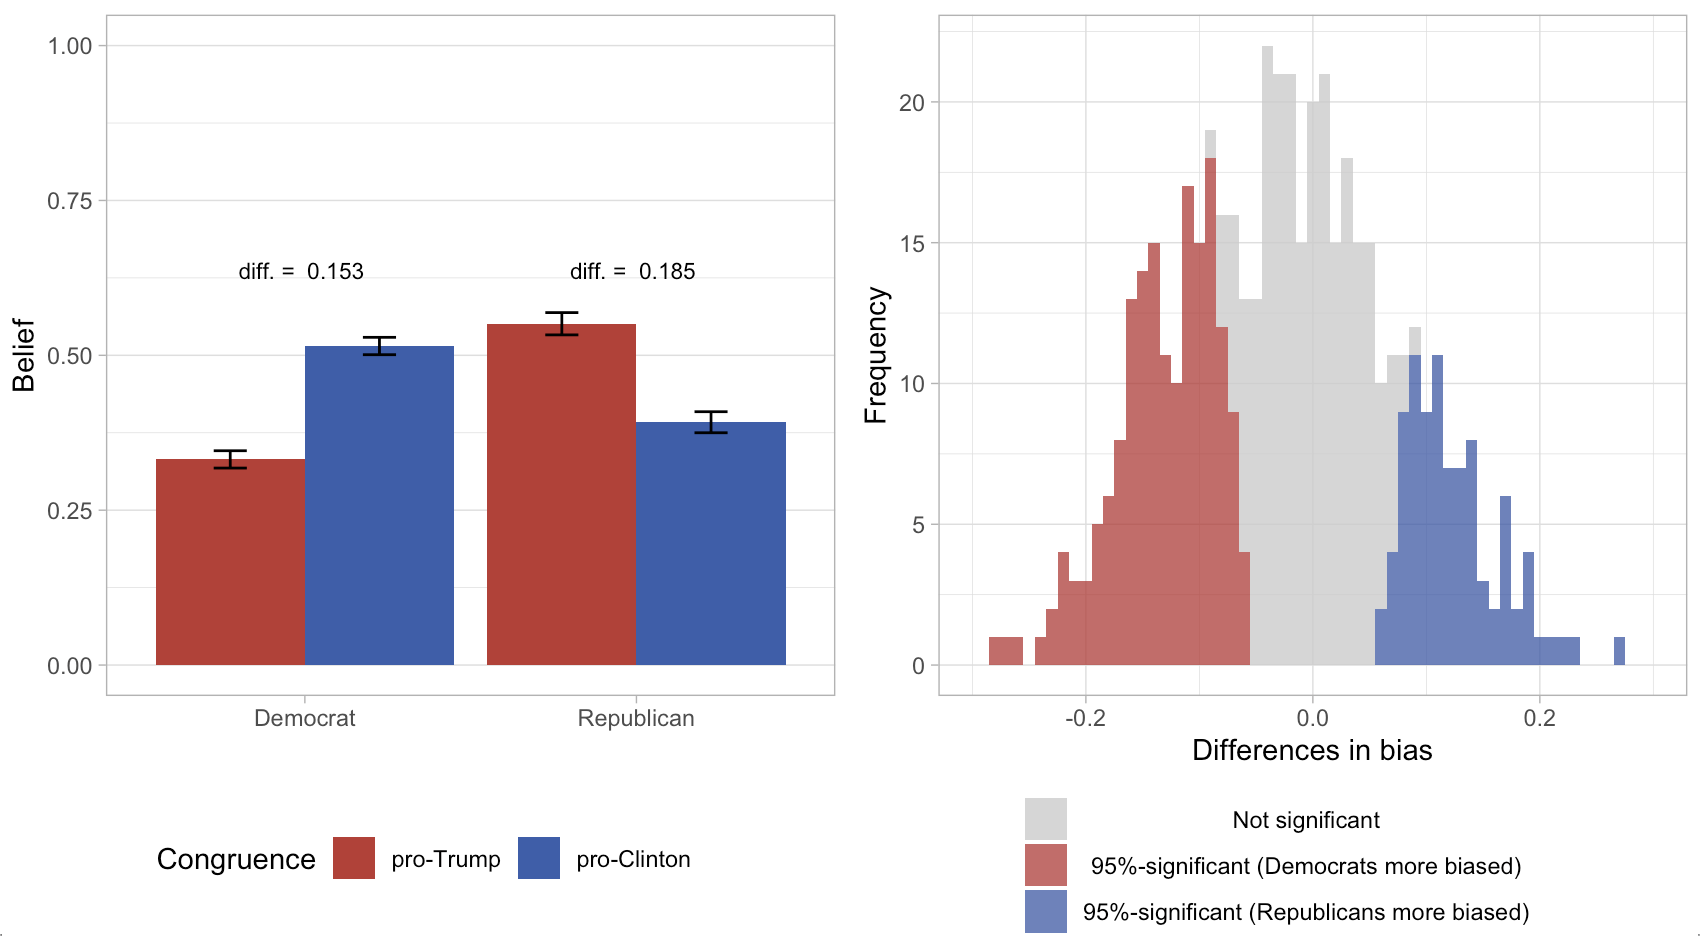 Belief
1.00
0.75
0.50
0.25
0.00
diff. = 0.153
diff. = 0.185
Democrat
Republican
Congruence
pro-Trump
pro-Clinton
Frequency
20
15
10
5
0
-0.2
0.0
0.2
Differences in bias
Not significant
95%-significant (Democrats more biased)
95%-significant (Republicans more biased)